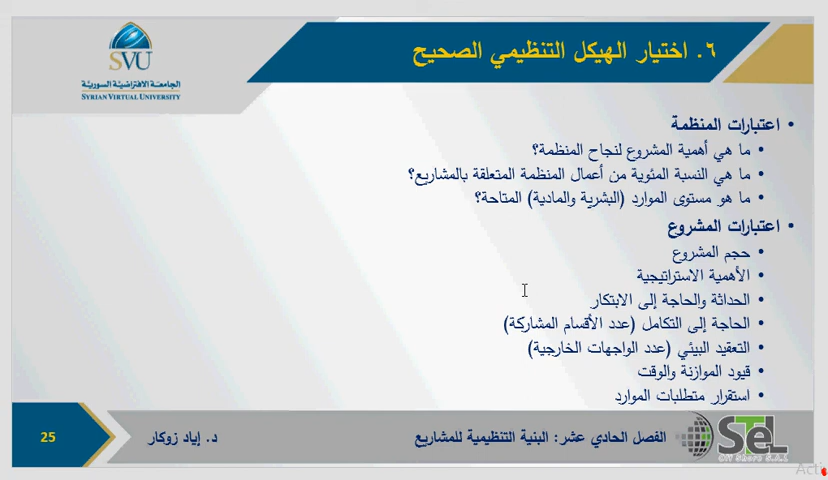 ٦. اختيار الهيكل التنظيمي الصحيح
SVU
الجامعة الافتراضية السورية
SYRIAN VIRTUAL UNIVERSITY
• اعتبارات المنظمة
• ما هي أهمية المشروع لنجاح المنظمة؟
• ما هي النسبة المئوية من أعمال المنظمة المتعلقة بالمشاريع؟
• ما هو مستوى الموارد (البشرية والمادية) المتاحة؟
• اعتبارات المشروع
• حجم المشروع
• الأهمية الاستراتيجية
• الحداثة والحاجة إلى الابتكار
• الحاجة إلى التكامل (عدد الأقسام المشاركة)
• التعقيد البيئي (عدد الواجهات الخارجية)
• قيود الموازنة والوقت
• استقرار متطلبات الموارد
STeL
Off Shore S.A.L
الفصل الحادي عشر: البنية التنظيمية للمشاريع
د. إياد زوكار
25